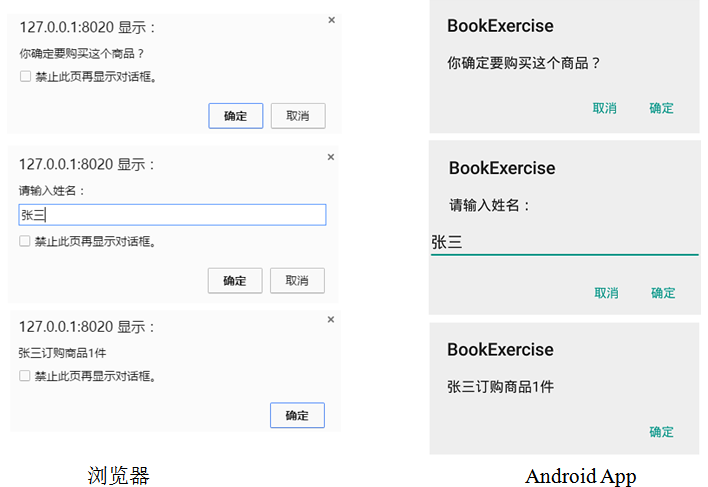 127.0.0.1:8020 显示：
你确定要购买这个商品？
禁止此页再显示对话框。
确定 取消
127.0.0.1:8020 显示：
请输入姓名：
张三
禁止此页再显示对话框。
确定 取消
127.0.0.1:8020 显示：
张三订购商品1件
禁止此页再显示对话框。
确定
浏览器
BookExercise
你确定要购买这个商品？
取消 确定
BookExercise
请输入姓名：
张三
取消 确定
BookExercise
张三订购商品1件
确定
Android App